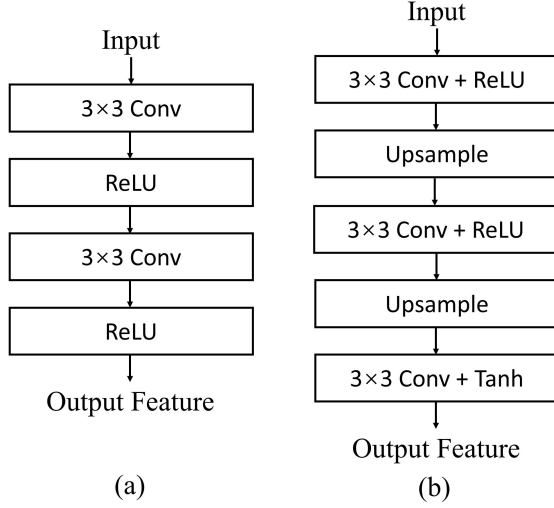 Input
3×3 Conv
ReLU
3×3 Conv
ReLU
Output Feature
(a)
Input
3×3 Conv + ReLU
Upsample
3×3 Conv + ReLU
Upsample
3×3 Conv + Tanh
Output Feature
(b)